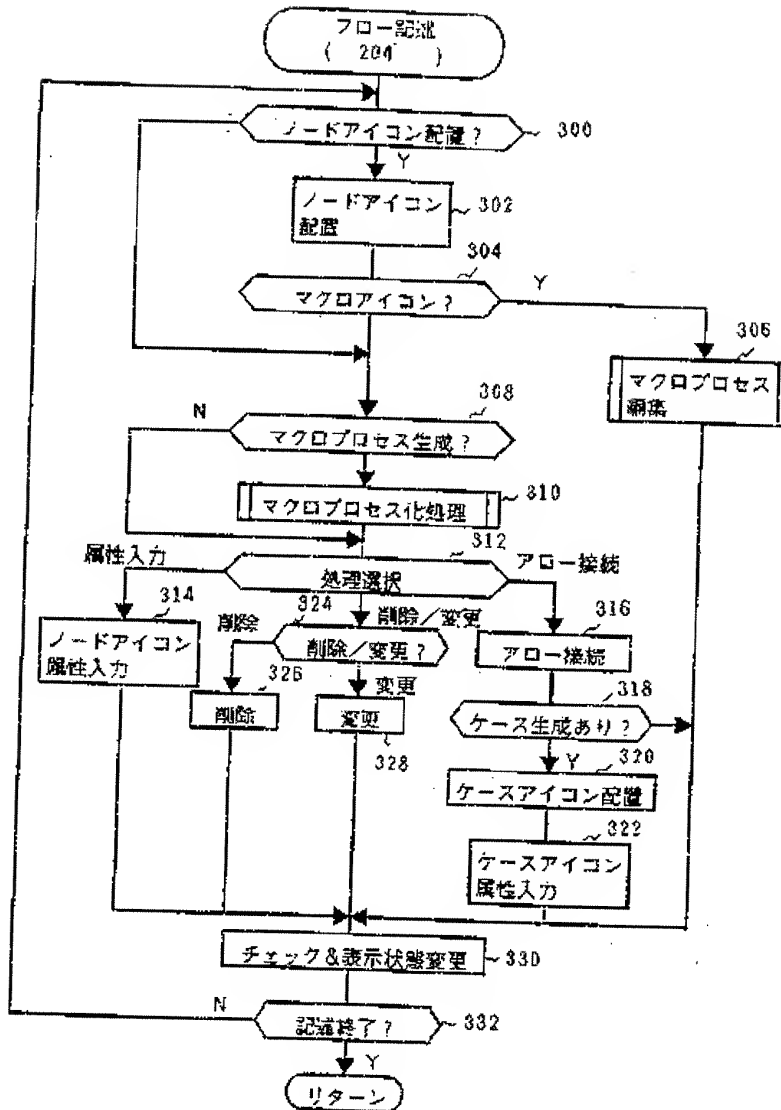 フロー記述
( 204 )
ノードアイコン配置? 300
Y
ノードアイコン
配置
302
304
マクロアイコン?
Y
306
マクロプロセス
編集
308
N
マクロプロセス生成?
マクロプロセス化処理 310
312
属性入力
アロー接続
処理選択
314
ノードアイコン
属性入力
324
削除/変更
削除
削除/変更?
326
削除
変更
変更
328
316
アロー接続
318
ケース生成あり?
Y
320
ケースアイコン配置
322
ケースアイコン
属性入力
チェック&表示状態変更 330
N
記述終了? 332
Y
リターン